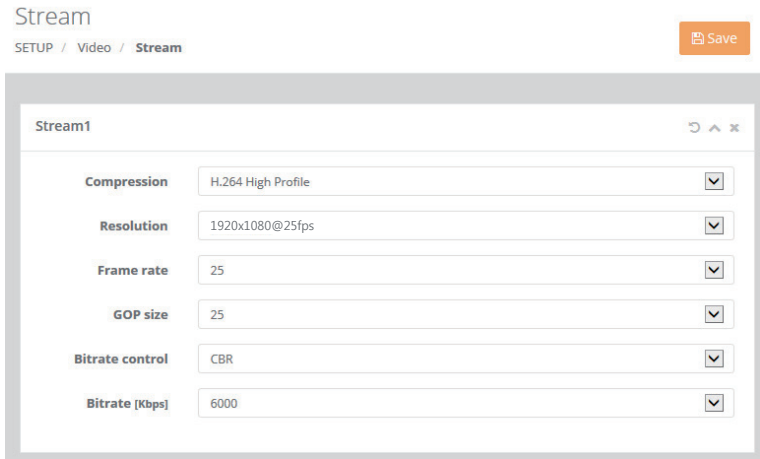 Stream
SETUP / Video / Stream
Save
Stream1
Compression H.264 High Profile
Resolution 1920x1080@25fps
Frame rate 25
GOP size 25
Bitrate control CBR
Bitrate [Kbps] 6000